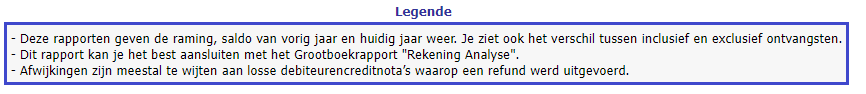 Legende
- Deze rapporten geven de raming, saldo van vorig jaar en huidig jaar weer. Je ziet ook het verschil tussen inclusief en exclusief ontvangsten.
- Dit rapport kan je het best aansluiten met het Grootboekrapport "Rekening Analyse".
- Afwijkingen zijn meestal te wijten aan losse debiteurencreditnota’s waarop een refund werd uitgevoerd.